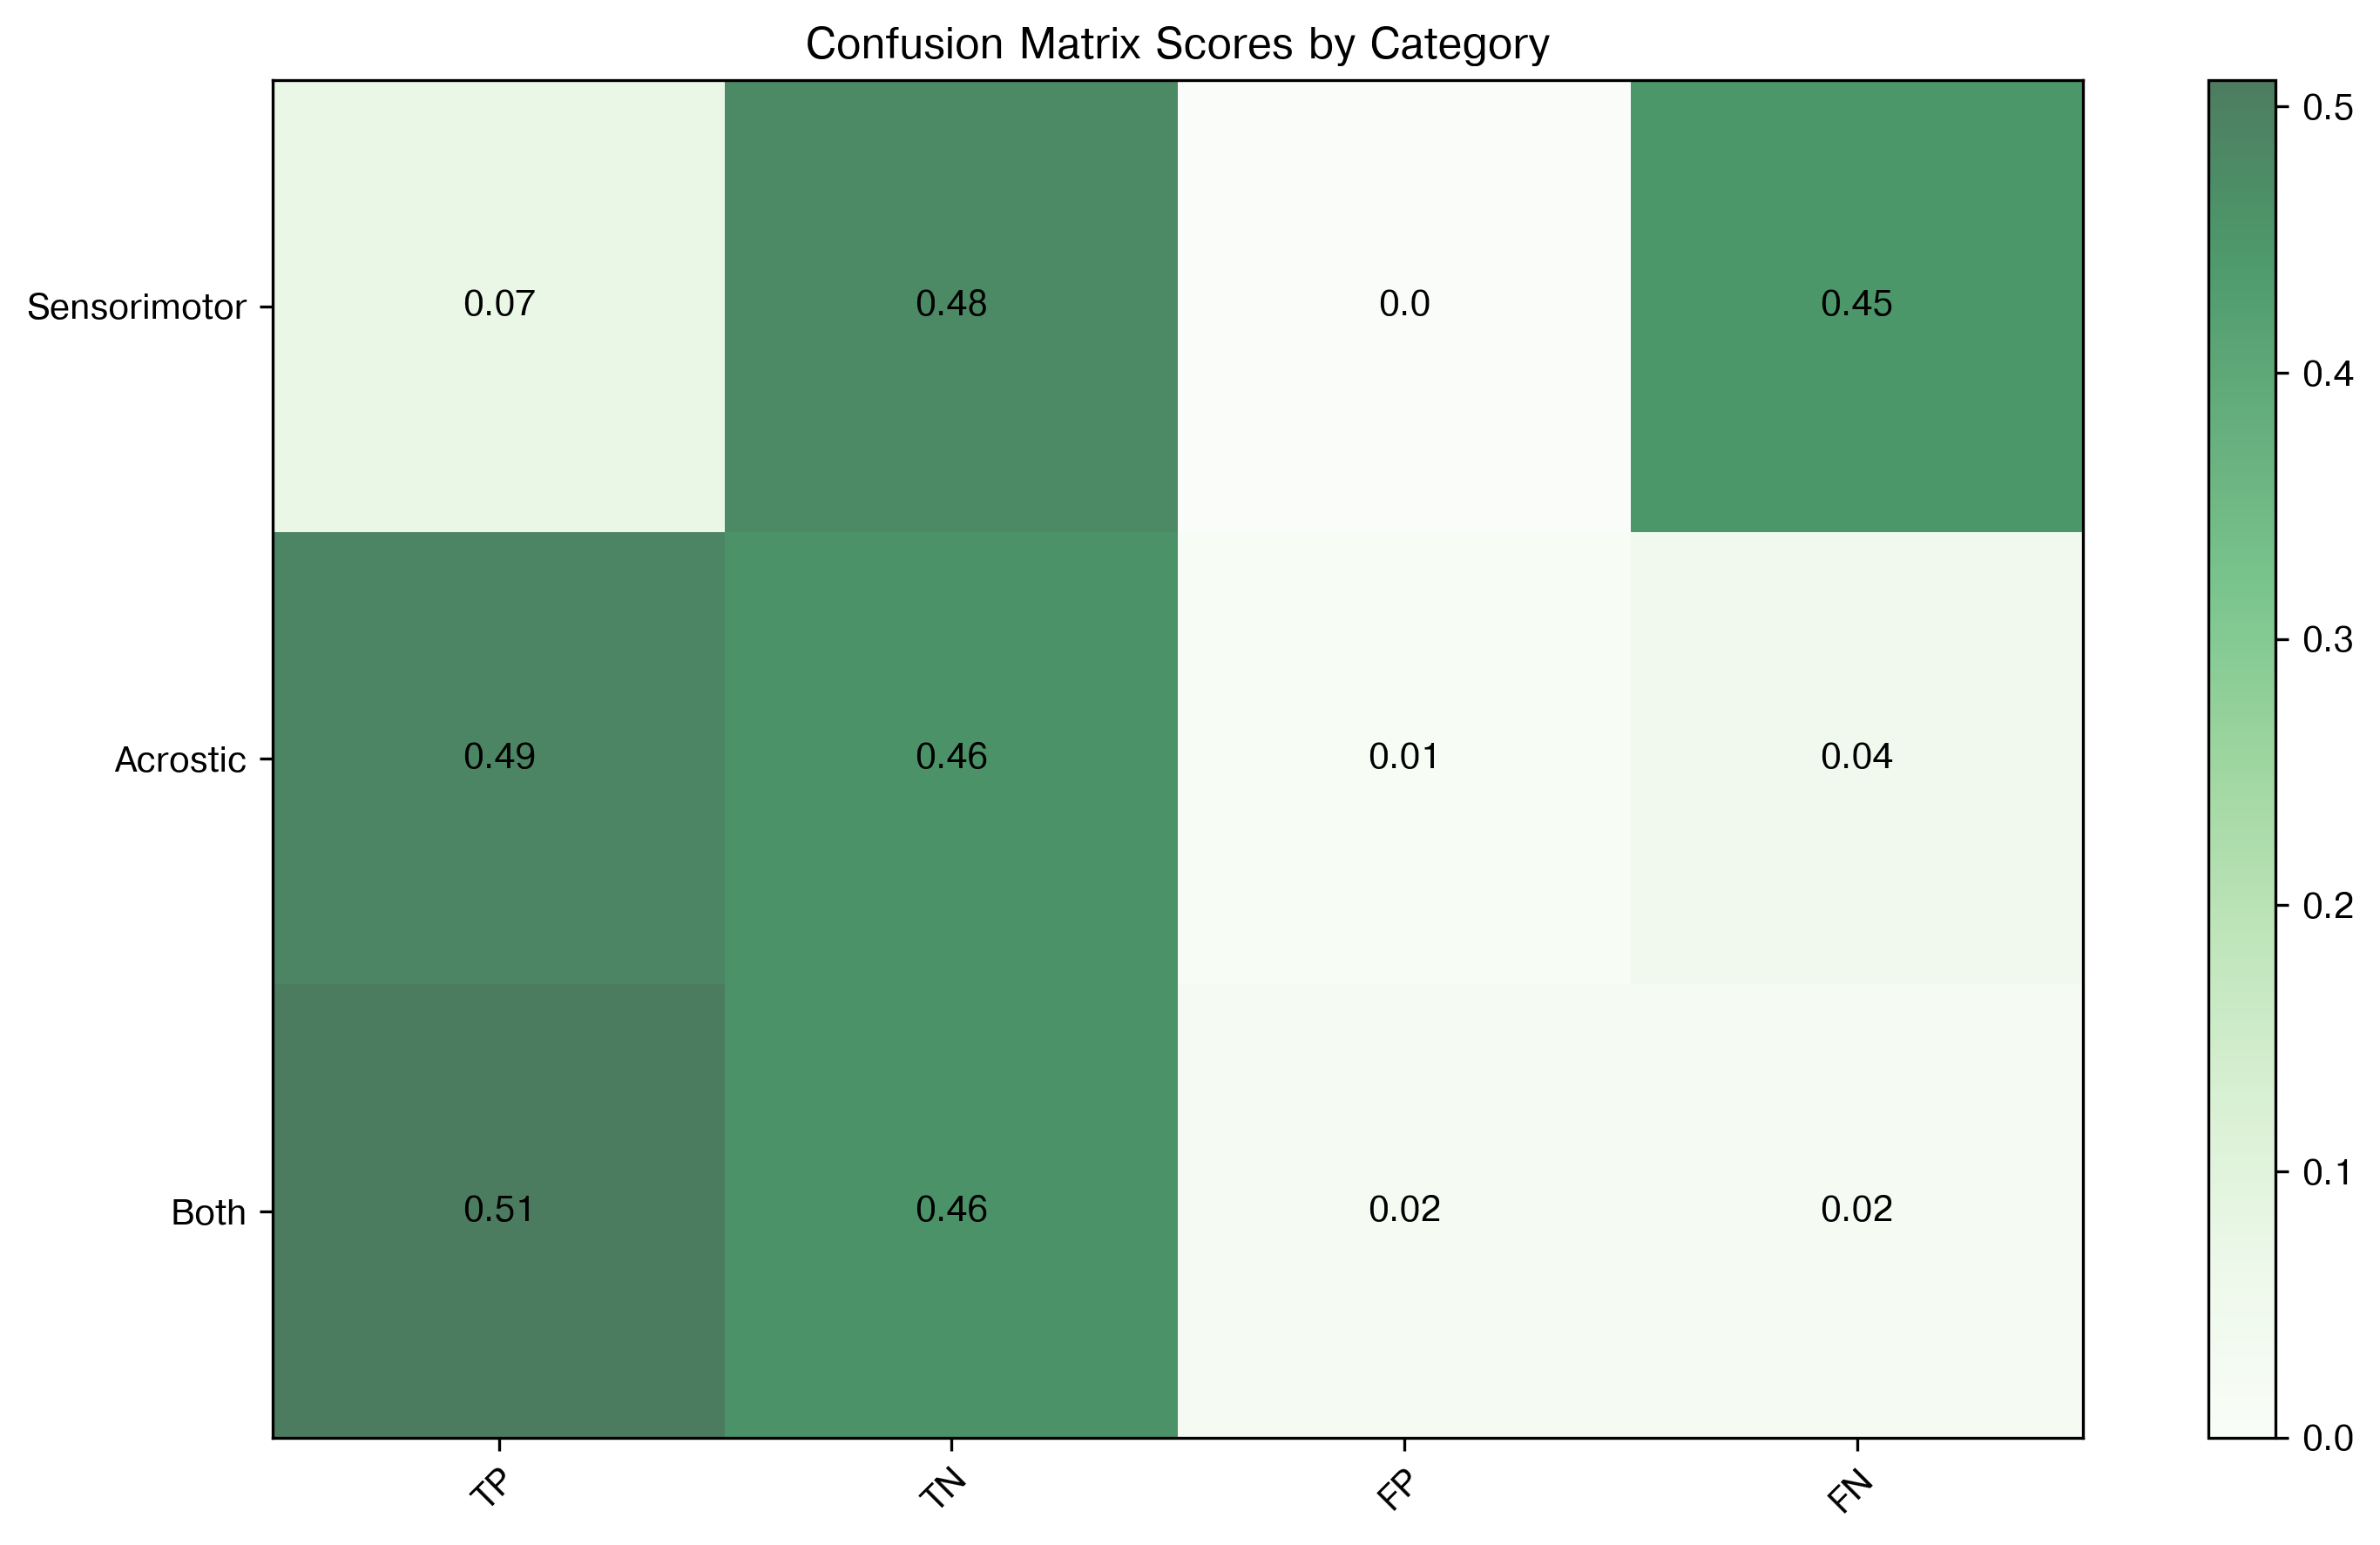 Confusion Matrix Scores by Category
Sensorimotor 0.07 0.48 0.0 0.45
Acrostic 0.49 0.46 0.01 0.04
Both 0.51 0.46 0.02 0.02
TP TN FP FN
0.5
0.4
0.3
0.2
0.1
0.0